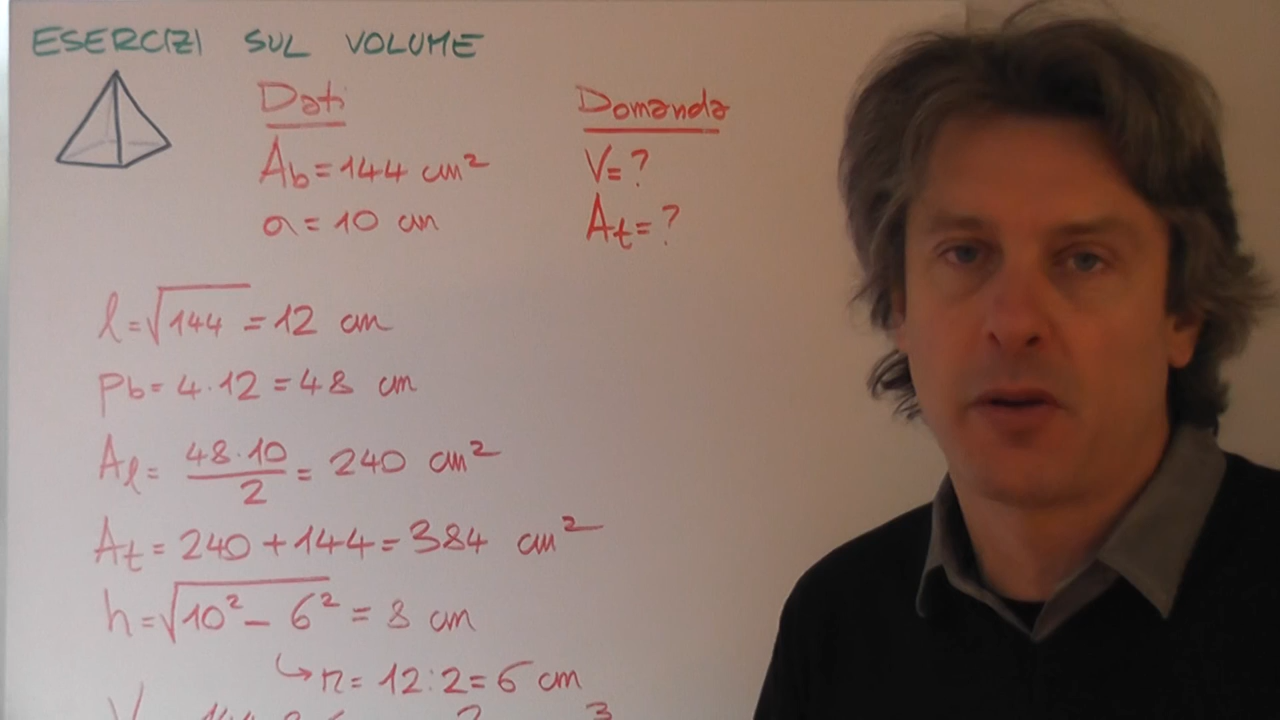 ESERCIZI SUL VOLUME
Dati
Ab = 144 cm²
a = 10 cm
Domanda
V = ?
At = ?
l = √144 = 12 cm
Pb = 4·12 = 48 cm
Al = 48·10/2 = 240 cm²
At = 240 + 144 = 384 cm²
h = √10² - 6² = 8 cm
↳ r = 12:2 = 6 cm
V